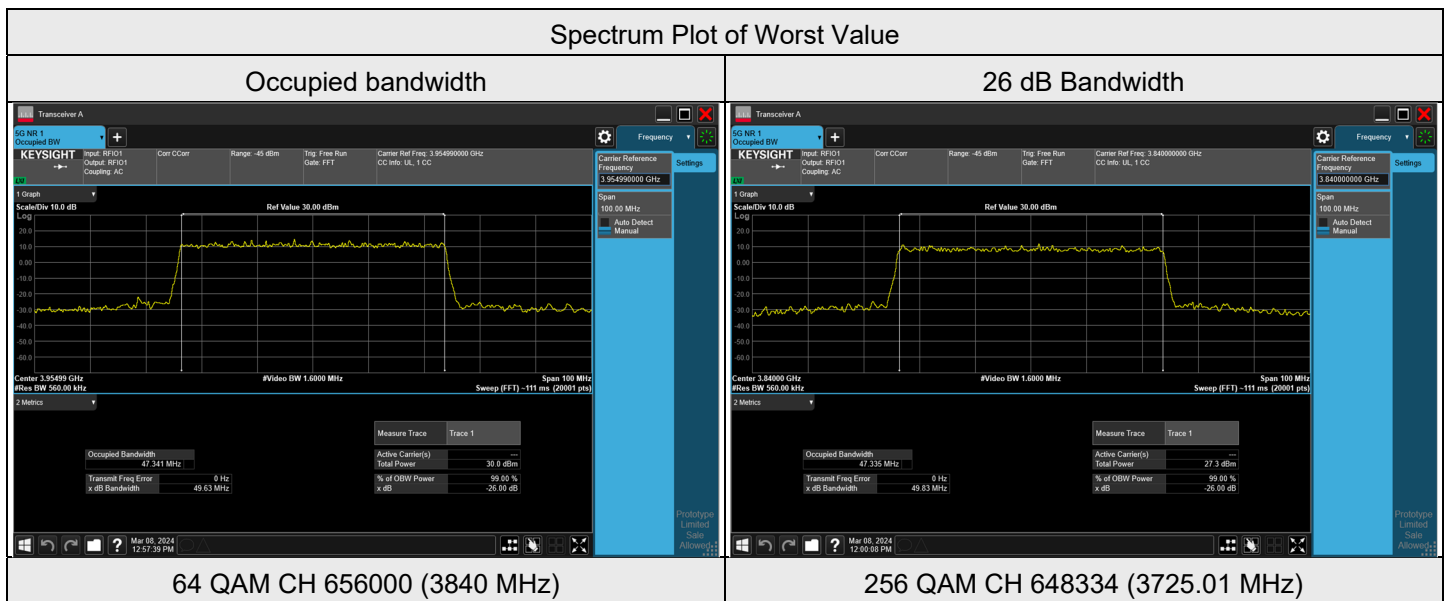 Spectrum Plot of Worst Value
Occupied bandwidth
26 dB Bandwidth
Transceiver A
5G NR 1
Occupied BW
Frequency
KEYSIGHT
Input: RFIO1
Output: RFIO1
Coupling: AC
Corr CCorr
Range: -45 dBm
Trig: Free Run
Gate: FFT
Carrier Ref Freq: 3.954990000 GHz
CC Info: UL, 1 CC
Carrier Reference
Frequency
3.954990000 GHz
Settings
Span
100.00 MHz
Auto Detect
Manual
1 Graph
Scale/Div 10.0 dB
Ref Value 30.00 dBm
Log
20.0
10.0
0.00
-10.0
-20.0
-30.0
-40.0
-50.0
-60.0
Center 3.95499 GHz
#Video BW 1.6000 MHz
Span 100 MHz
#Res BW 560.00 kHz
Sweep (FFT) ~111 ms (20001 pts)
2 Metrics
Measure Trace Trace 1
Occupied Bandwidth
47.341 MHz
Active Carrier(s) ---
Total Power 30.0 dBm
Transmit Freq Error 0 Hz
x dB Bandwidth 49.63 MHz
% of OBW Power 99.00 %
x dB -26.00 dB
Prototype
Limited
Sale
Allowed
Mar 08, 2024
12:57:39 PM
Transceiver A
5G NR 1
Occupied BW
Frequency
KEYSIGHT
Input: RFIO1
Output: RFIO1
Coupling: AC
Corr CCorr
Range: -45 dBm
Trig: Free Run
Gate: FFT
Carrier Ref Freq: 3.840000000 GHz
CC Info: UL, 1 CC
Carrier Reference
Frequency
3.840000000 GHz
Settings
Span
100.00 MHz
Auto Detect
Manual
1 Graph
Scale/Div 10.0 dB
Ref Value 30.00 dBm
Log
20.0
10.0
0.00
-10.0
-20.0
-30.0
-40.0
-50.0
-60.0
Center 3.84000 GHz
#Video BW 1.6000 MHz
Span 100 MHz
#Res BW 560.00 kHz
Sweep (FFT) ~111 ms (20001 pts)
2 Metrics
Measure Trace Trace 1
Occupied Bandwidth
47.335 MHz
Active Carrier(s) ---
Total Power 27.3 dBm
Transmit Freq Error 0 Hz
x dB Bandwidth 49.83 MHz
% of OBW Power 99.00 %
x dB -26.00 dB
Prototype
Limited
Sale
Allowed
Mar 08, 2024
12:00:08 PM
64 QAM CH 656000 (3840 MHz)
256 QAM CH 648334 (3725.01 MHz)